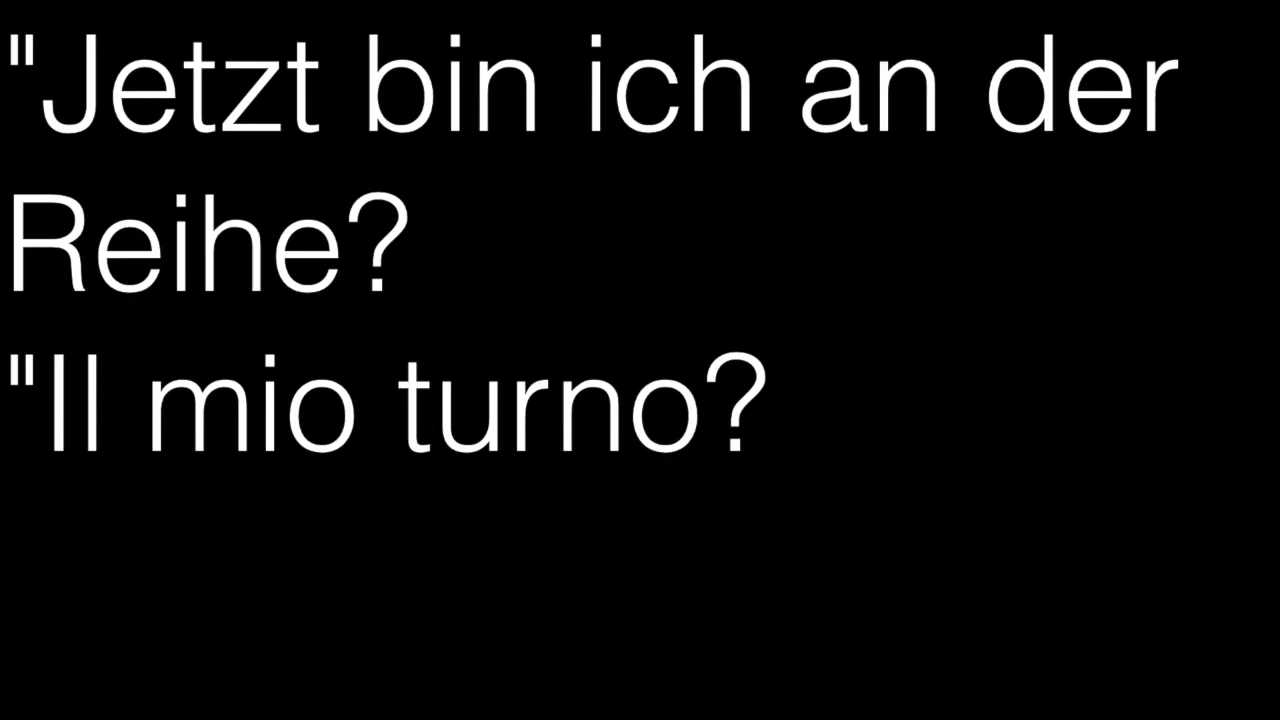 "Jetzt bin ich an der
Reihe?
"Il mio turno?